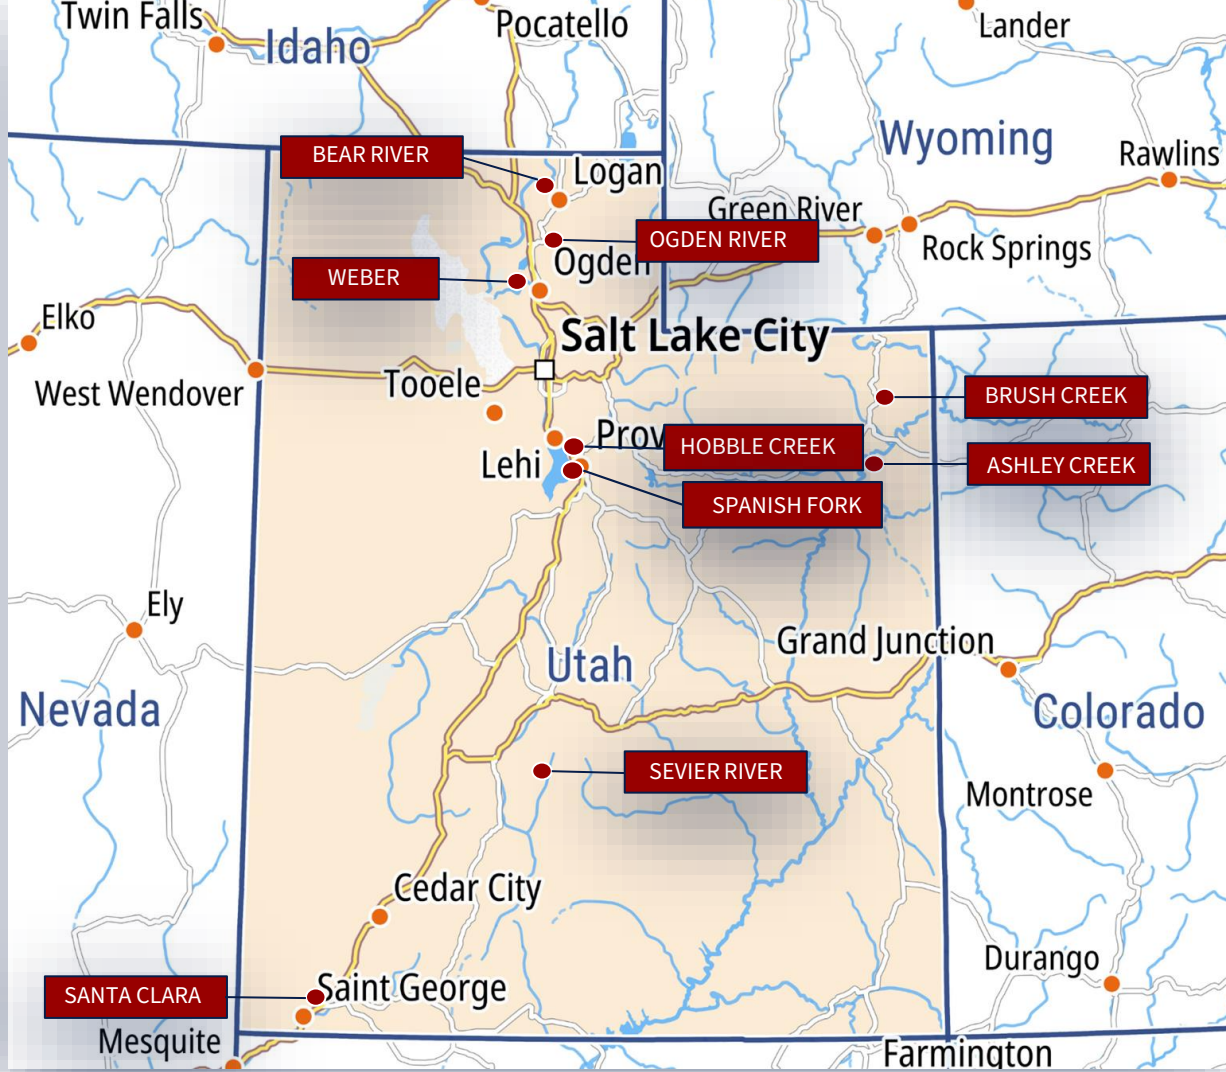 Twin Falls
Pocatello
Lander
Idaho
Wyoming
BEAR RIVER
Rawlins
Logan
Green River
OGDEN RIVER
Rock Springs
Ogden
WEBER
Elko
Salt Lake City
West Wendover
Tooele
BRUSH CREEK
Prov
HOBBLE CREEK
Lehi
ASHLEY CREEK
SPANISH FORK
Ely
Grand Junction
Utah
Nevada
Colorado
SEVIER RIVER
Montrose
Cedar City
Durango
SANTA CLARA
Saint George
Mesquite
Farmington